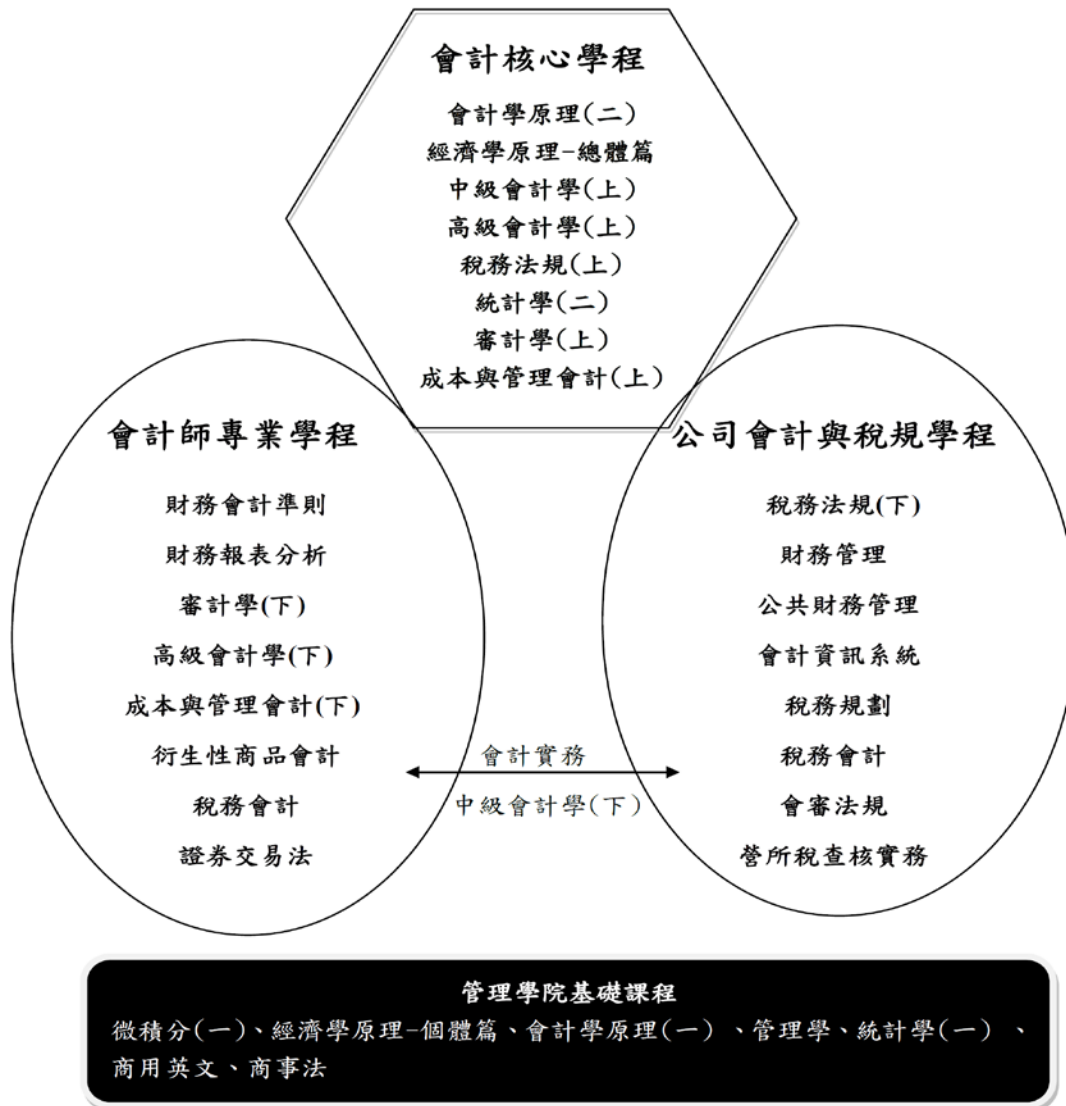 會計核心學程
會計學原理(二)
經濟學原理-總體篇
中級會計學(上)
高級會計學(上)
稅務法規(上)
統計學(二)
審計學(上)
成本與管理會計(上)
會計師專業學程
財務會計準則
財務報表分析
審計學(下)
高級會計學(下)
成本與管理會計(下)
衍生性商品會計
稅務會計
證券交易法
會計實務
中級會計學(下)
公司會計與稅規學程
稅務法規(下)
財務管理
公共財務管理
會計資訊系統
稅務規劃
稅務會計
會審法規
營所稅查核實務
管理學院基礎課程
微積分(一)、經濟學原理-個體篇、會計學原理(一)、管理學、統計學(一)、
商用英文、商事法